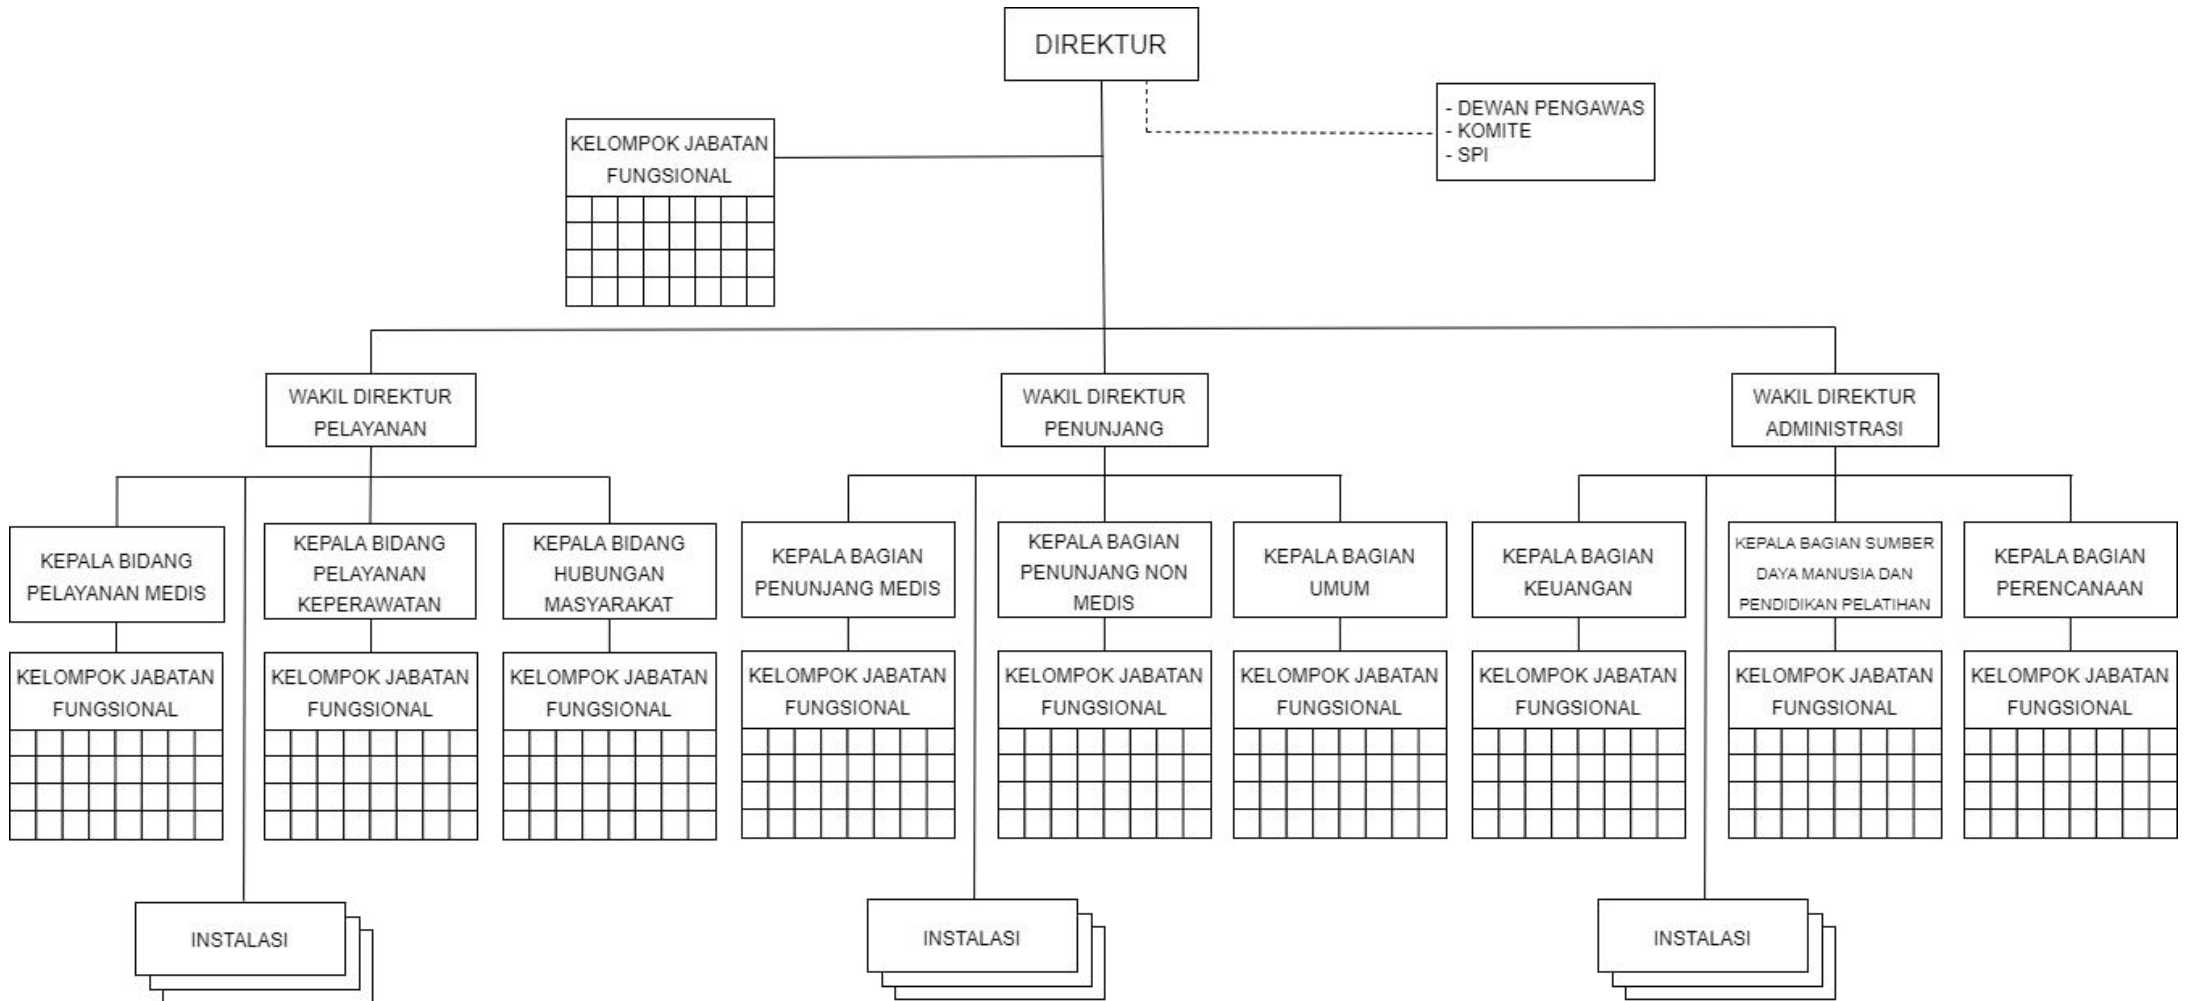 DIREKTUR
- DEWAN PENGAWAS
- KOMITE
- SPI
KELOMPOK JABATAN
FUNGSIONAL
WAKIL DIREKTUR
PELAYANAN
WAKIL DIREKTUR
PENUNJANG
WAKIL DIREKTUR
ADMINISTRASI
KEPALA BIDANG
PELAYANAN MEDIS
KEPALA BIDANG
PELAYANAN
KEPERAWATAN
KEPALA BIDANG
HUBUNGAN
MASYARAKAT
KEPALA BAGIAN
PENUNJANG MEDIS
KEPALA BAGIAN
PENUNJANG NON
MEDIS
KEPALA BAGIAN
UMUM
KEPALA BAGIAN
KEUANGAN
KEPALA BAGIAN SUMBER
DAYA MANUSIA DAN
PENDIDIKAN PELATIHAN
KEPALA BAGIAN
PERENCANAAN
KELOMPOK JABATAN
FUNGSIONAL
KELOMPOK JABATAN
FUNGSIONAL
KELOMPOK JABATAN
FUNGSIONAL
KELOMPOK JABATAN
FUNGSIONAL
KELOMPOK JABATAN
FUNGSIONAL
KELOMPOK JABATAN
FUNGSIONAL
KELOMPOK JABATAN
FUNGSIONAL
KELOMPOK JABATAN
FUNGSIONAL
KELOMPOK JABATAN
FUNGSIONAL
INSTALASI
INSTALASI
INSTALASI